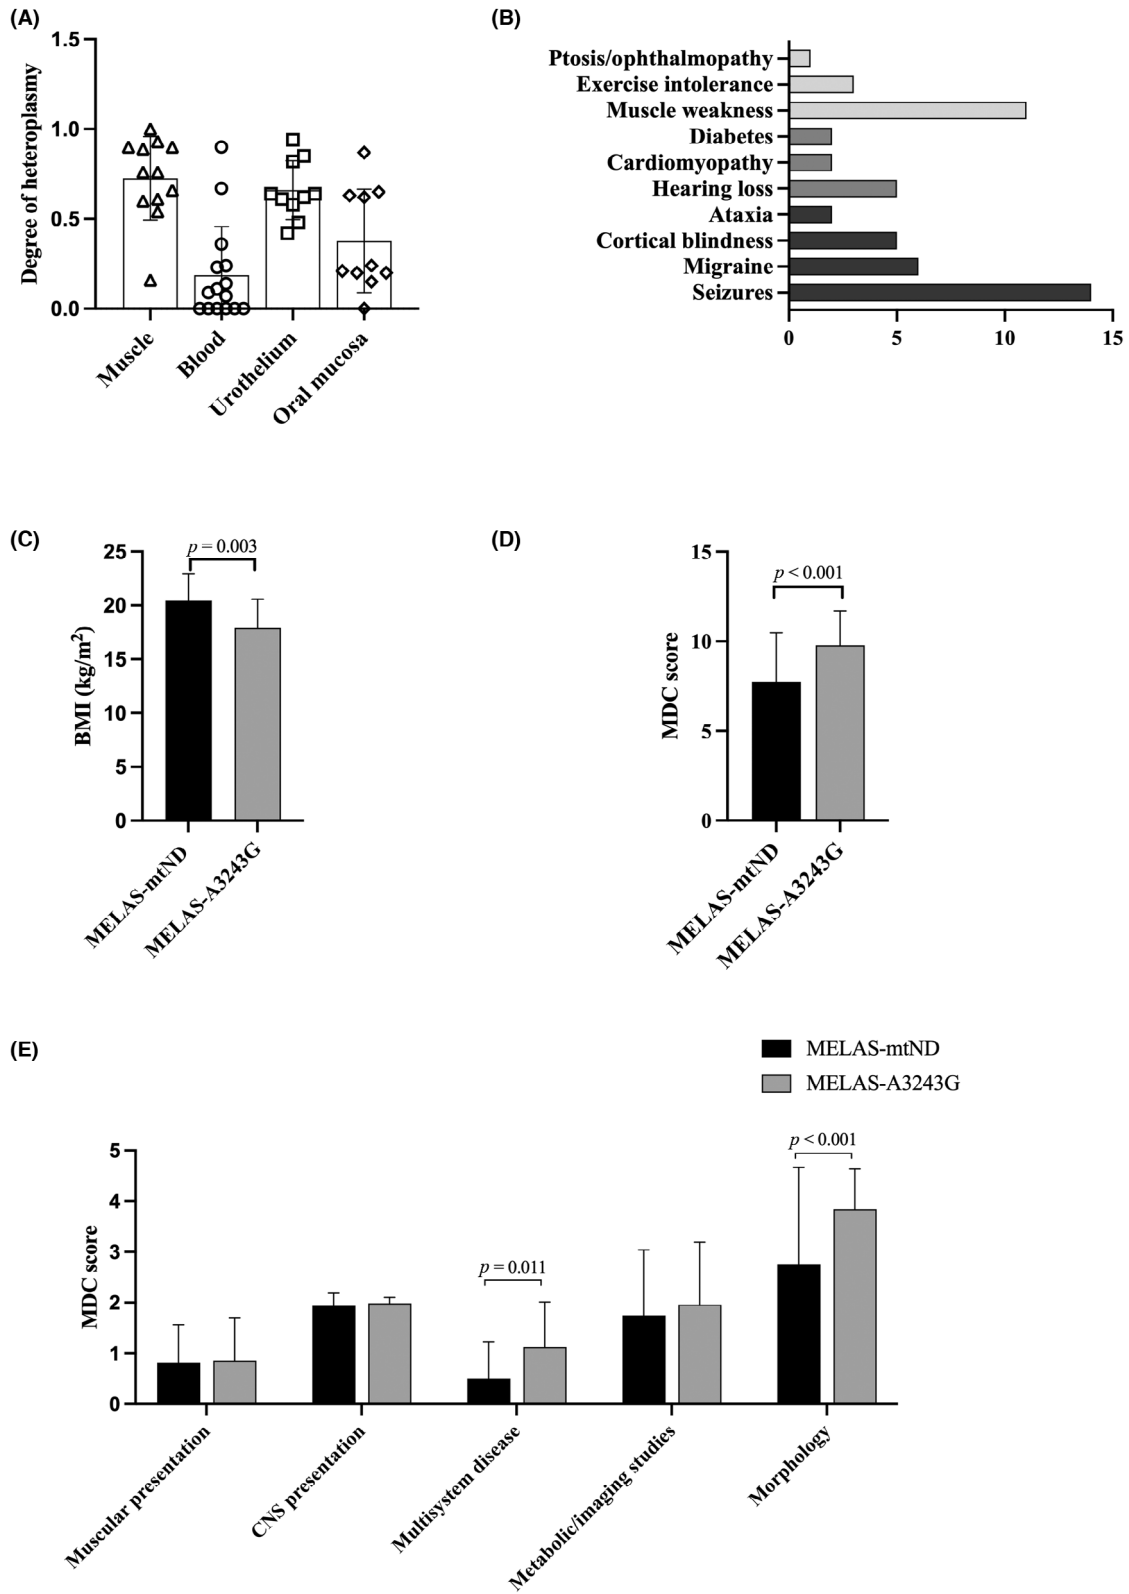 (A)
1.5
1.0
0.5
0.0
Degree of heteroplasmy
Muscle
Blood
Urothelium
Oral mucosa
(B)
Ptosis/ophthalmopathy
Exercise intolerance
Muscle weakness
Diabetes
Cardiomyopathy
Hearing loss
Ataxia
Cortical blindness
Migraine
Seizures
0 5 10 15
(C)
p = 0.003
25
20
15
10
5
0
BMI (kg/m²)
MELAS-mtND
MELAS-A3243G
(D)
p < 0.001
15
10
5
0
MDC score
MELAS-mtND
MELAS-A3243G
(E)
MELAS-mtND
MELAS-A3243G
p < 0.001
p = 0.011
5
4
3
2
1
0
MDC score
Muscular presentation
CNS presentation
Multisystem disease
Metabolic/imaging studies
Morphology